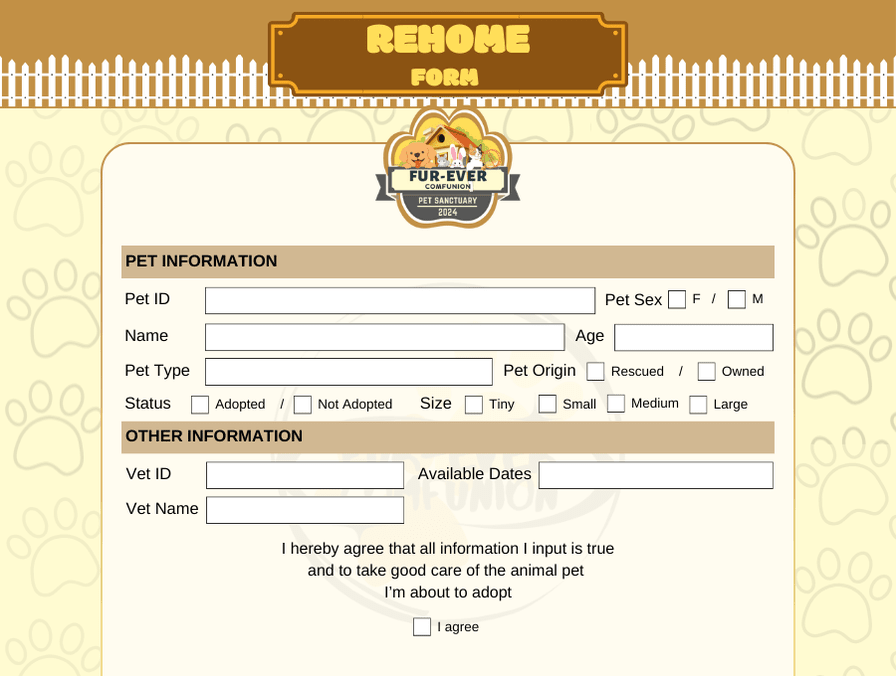 REHOME
FORM
FUR-EVER
COMFUNION
PET SANCTUARY
2024
PET INFORMATION
Pet ID Pet Sex F / M
Name Age
Pet Type Pet Origin Rescued / Owned
Status Adopted / Not Adopted Size Tiny Small Medium Large
OTHER INFORMATION
Vet ID Available Dates
Vet Name
FUR-EVER
COMFUNION
I hereby agree that all information I input is true
and to take good care of the animal pet
I'm about to adopt
I agree